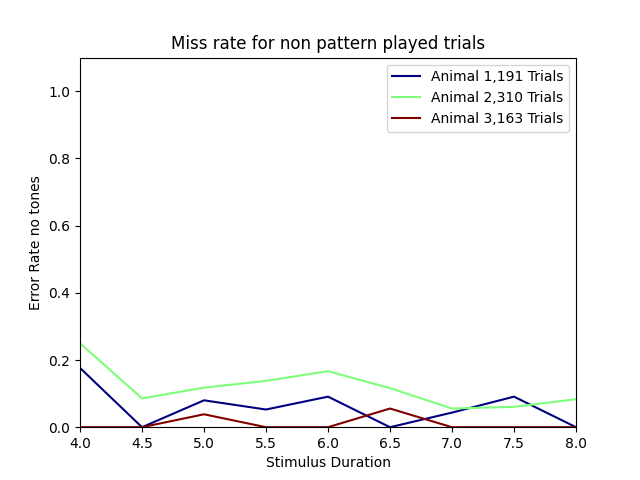 Miss rate for non pattern played trials
Animal 1,191 Trials
Animal 2,310 Trials
Animal 3,163 Trials
Error Rate no tones
1.0
0.8
0.6
0.4
0.2
0.0
4.0 4.5 5.0 5.5 6.0 6.5 7.0 7.5 8.0
Stimulus Duration